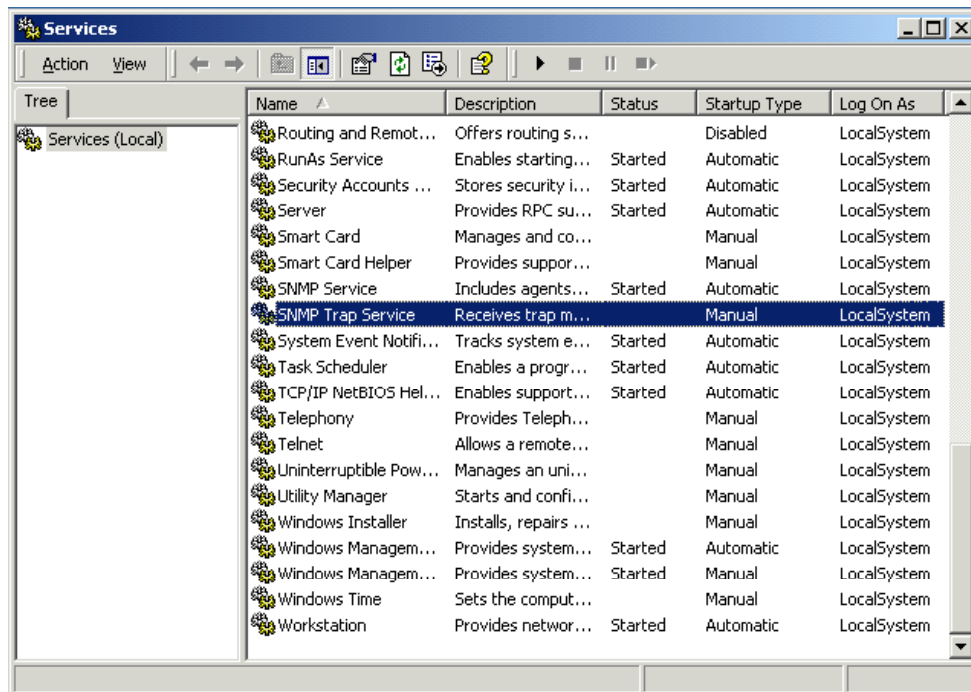 Services
Action View
Tree
Services (Local)
Name Description Status Startup Type Log On As
Routing and Remot... Offers routing s... Disabled LocalSystem
RunAs Service Enables starting... Started Automatic LocalSystem
Security Accounts ... Stores security i... Started Automatic LocalSystem
Server Provides RPC su... Started Automatic LocalSystem
Smart Card Manages and co... Manual LocalSystem
Smart Card Helper Provides suppor... Manual LocalSystem
SNMP Service Includes agents... Started Automatic LocalSystem
SNMP Trap Service Receives trap m... Manual LocalSystem
System Event Notifi... Tracks system e... Started Automatic LocalSystem
Task Scheduler Enables a progr... Started Automatic LocalSystem
TCP/IP NetBIOS Hel... Enables support... Started Automatic LocalSystem
Telephony Provides Teleph... Manual LocalSystem
Telnet Allows a remote... Manual LocalSystem
Uninterruptible Pow... Manages an uni... Manual LocalSystem
Utility Manager Starts and confi... Manual LocalSystem
Windows Installer Installs, repairs ... Manual LocalSystem
Windows Managem... Provides system... Started Automatic LocalSystem
Windows Managem... Provides system... Started Manual LocalSystem
Windows Time Sets the comput... Manual LocalSystem
Workstation Provides networ... Started Automatic LocalSystem